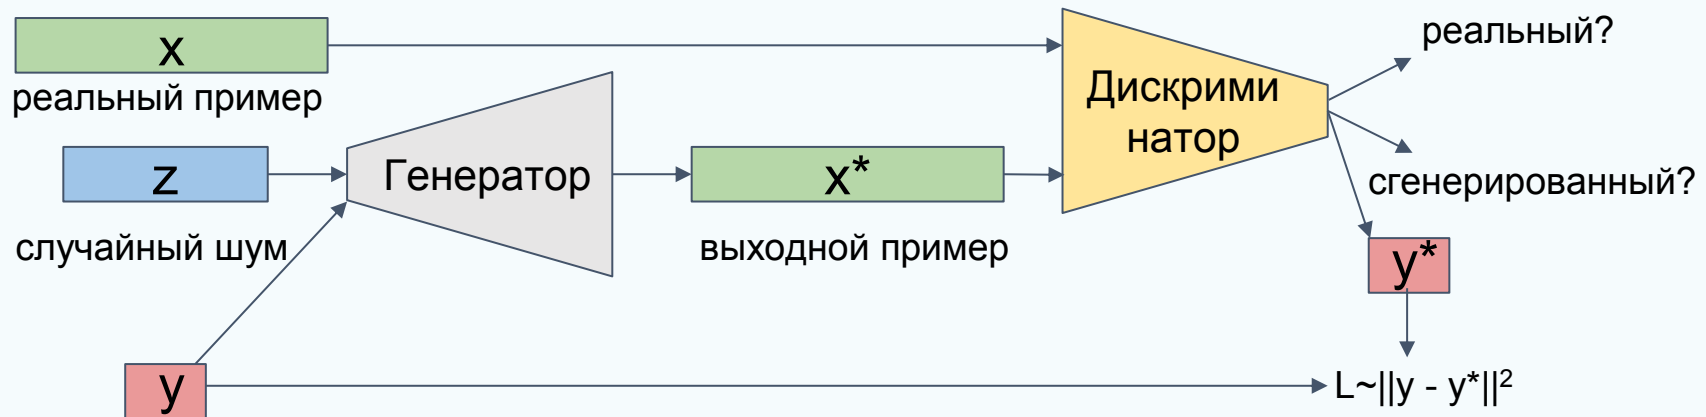 x
реальный пример
z
случайный шум
y
Генератор
x*
выходной пример
Дискрими
натор
реальный?
сгенерированный?
y*
L~||y - y*||²